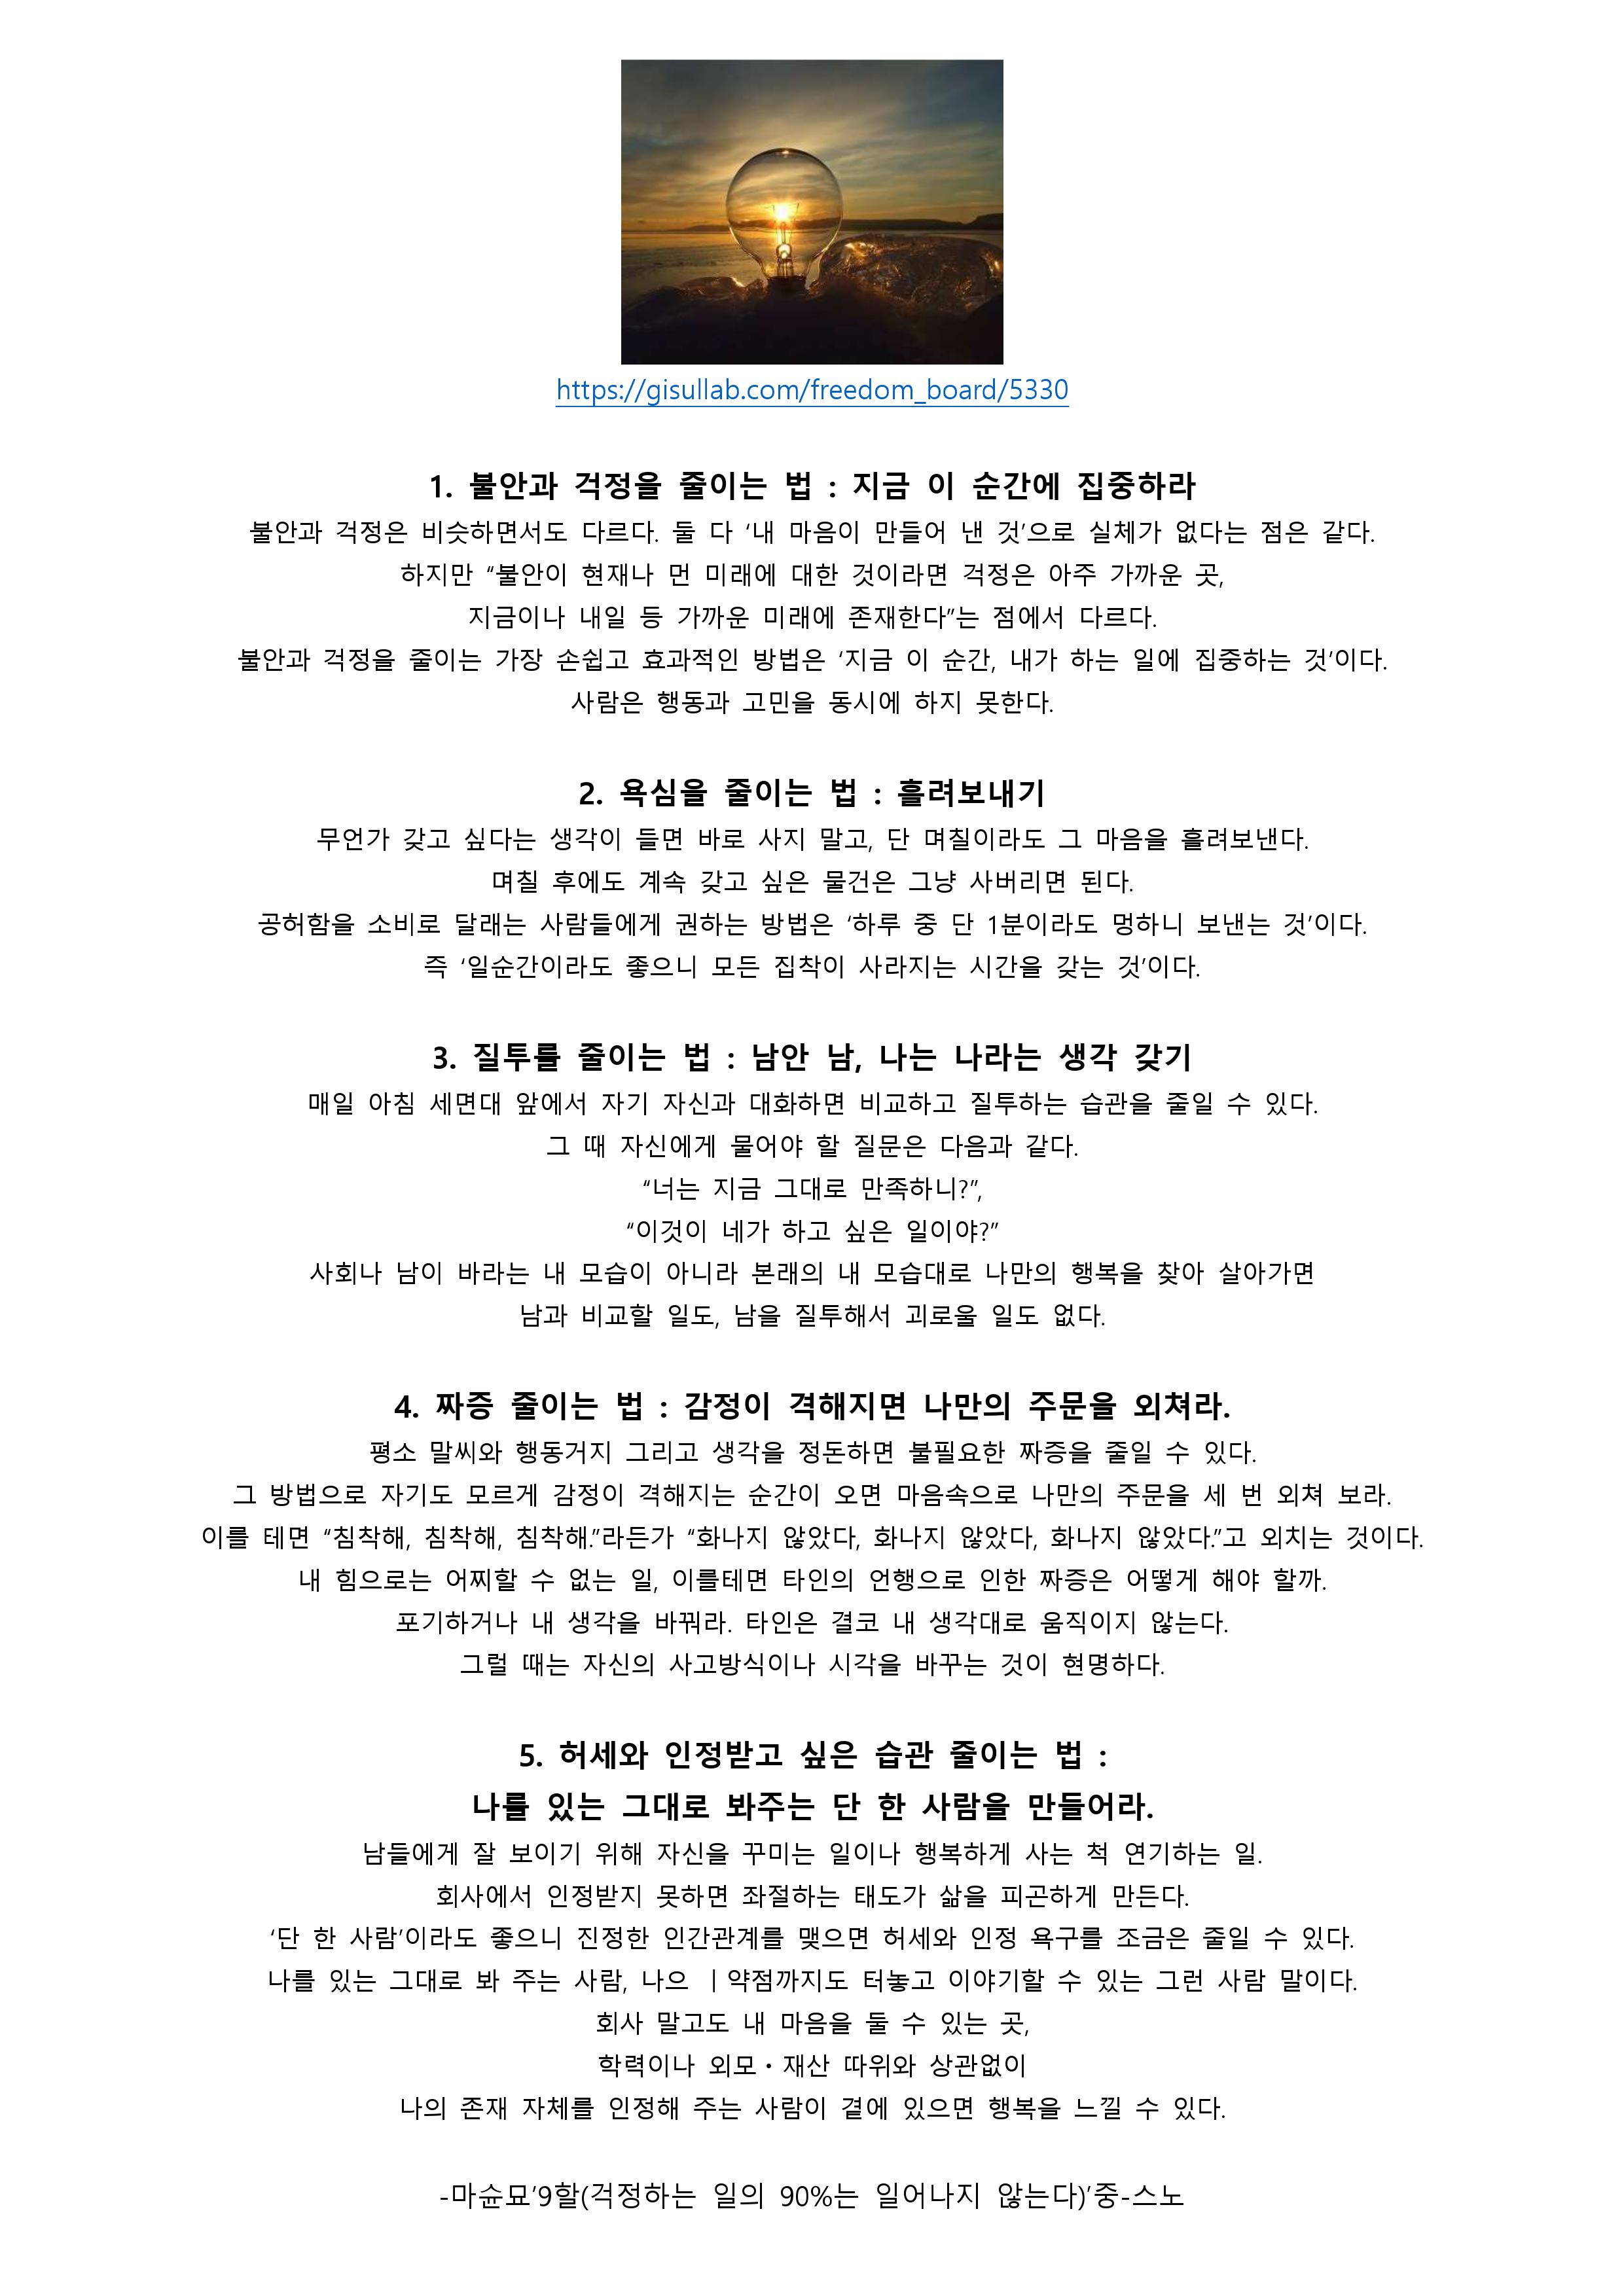 https://gisullab.com/freedom_board/5330
1. 불안과 걱정을 줄이는 법 : 지금 이 순간에 집중하라
불안과 걱정은 비슷하면서도 다르다. 둘 다 ‘내 마음이 만들어 낸 것’으로 실체가 없다는 점은 같다.
하지만 “불안이 현재나 먼 미래에 대한 것이라면 걱정은 아주 가까운 곳,
지금이나 내일 등 가까운 미래에 존재한다”는 점에서 다르다.
불안과 걱정을 줄이는 가장 손쉽고 효과적인 방법은 ‘지금 이 순간, 내가 하는 일에 집중하는 것’이다.
사람은 행동과 고민을 동시에 하지 못한다.
2. 욕심을 줄이는 법 : 흘려보내기
무언가 갖고 싶다는 생각이 들면 바로 사지 말고, 단 며칠이라도 그 마음을 흘려보낸다.
며칠 후에도 계속 갖고 싶은 물건은 그냥 사버리면 된다.
공허함을 소비로 달래는 사람들에게 권하는 방법은 ‘하루 중 단 1분이라도 멍하니 보낸는 것’이다.
즉 ‘일순간이라도 좋으니 모든 집착이 사라지는 시간을 갖는 것’이다.
3. 질투를 줄이는 법 : 남안 남, 나는 나라는 생각 갖기
매일 아침 세면대 앞에서 자기 자신과 대화하면 비교하고 질투하는 습관을 줄일 수 있다.
그 때 자신에게 물어야 할 질문은 다음과 같다.
“너는 지금 그대로 만족하니?”,
“이것이 네가 하고 싶은 일이야?”
사회나 남이 바라는 내 모습이 아니라 본래의 내 모습대로 나만의 행복을 찾아 살아가면
남과 비교할 일도, 남을 질투해서 괴로울 일도 없다.
4. 짜증 줄이는 법 : 감정이 격해지면 나만의 주문을 외쳐라.
평소 말씨와 행동거지 그리고 생각을 정돈하면 불필요한 짜증을 줄일 수 있다.
그 방법으로 자기도 모르게 감정이 격해지는 순간이 오면 마음속으로 나만의 주문을 세 번 외쳐 보라.
이를 테면 “침착해, 침착해, 침착해.”라든가 “화나지 않았다, 화나지 않았다, 화나지 않았다.”고 외치는 것이다.
내 힘으로는 어찌할 수 없는 일, 이를테면 타인의 언행으로 인한 짜증은 어떻게 해야 할까.
포기하거나 내 생각을 바꿔라. 타인은 결코 내 생각대로 움직이지 않는다.
그럴 때는 자신의 사고방식이나 시각을 바꾸는 것이 현명하다.
5. 허세와 인정받고 싶은 습관 줄이는 법 :
나를 있는 그대로 봐주는 단 한 사람을 만들어라.
남들에게 잘 보이기 위해 자신을 꾸미는 일이나 행복하게 사는 척 연기하는 일.
회사에서 인정받지 못하면 좌절하는 태도가 삶을 피곤하게 만든다.
‘단 한 사람’이라도 좋으니 진정한 인간관계를 맺으면 허세와 인정 욕구를 조금은 줄일 수 있다.
나를 있는 그대로 봐 주는 사람, 나으 ㅣ약점까지도 터놓고 이야기할 수 있는 그런 사람 말이다.
회사 말고도 내 마음을 둘 수 있는 곳,
학력이나 외모·재산 따위와 상관없이
나의 존재 자체를 인정해 주는 사람이 곁에 있으면 행복을 느낄 수 있다.
-마슌묘’9할(걱정하는 일의 90%는 일어나지 않는다)’중-스노